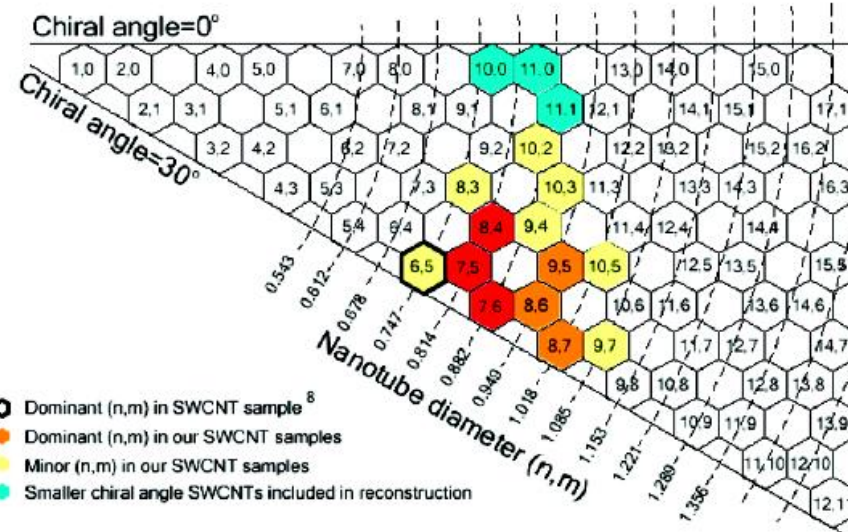 Chiral angle=0°
1,0 2,0 4,0 5,0 7,0 8,0 10,0 11,0 13,0 14,0 15,0
2,1 3,1 5,1 6,1 8,1 9,1 11,1 12,1 14,1 15,1 17,1
Chiral angle=30°
3,2 4,2 6,2 7,2 9,2 10,2 12,2 13,2 15,2 16,2
4,3 5,3 7,3 8,3 10,3 11,3 13,3 14,3 16,3
5,4 6,4 8,4 9,4 11,4 12,4 14,4
6,5 7,5 9,5 10,5 12,5 13,5 15,5
7,6 8,6 10,6 11,6 13,6 14,6
8,7 9,7 11,7 12,7 14,7
9,8 10,8 12,8 13,8
10,9 11,9 13,9
11,10 12,10
0.543
0.612
0.678
0.747
0.814
0.882
0.949
1.018
1.085
1.153
1.221
1.289
1.356
Nanotube diameter (n,m)
Dominant (n,m) in SWCNT sample 8
Dominant (n,m) in our SWCNT samples
Minor (n,m) in our SWCNT samples
Smaller chiral angle SWCNTs included in reconstruction